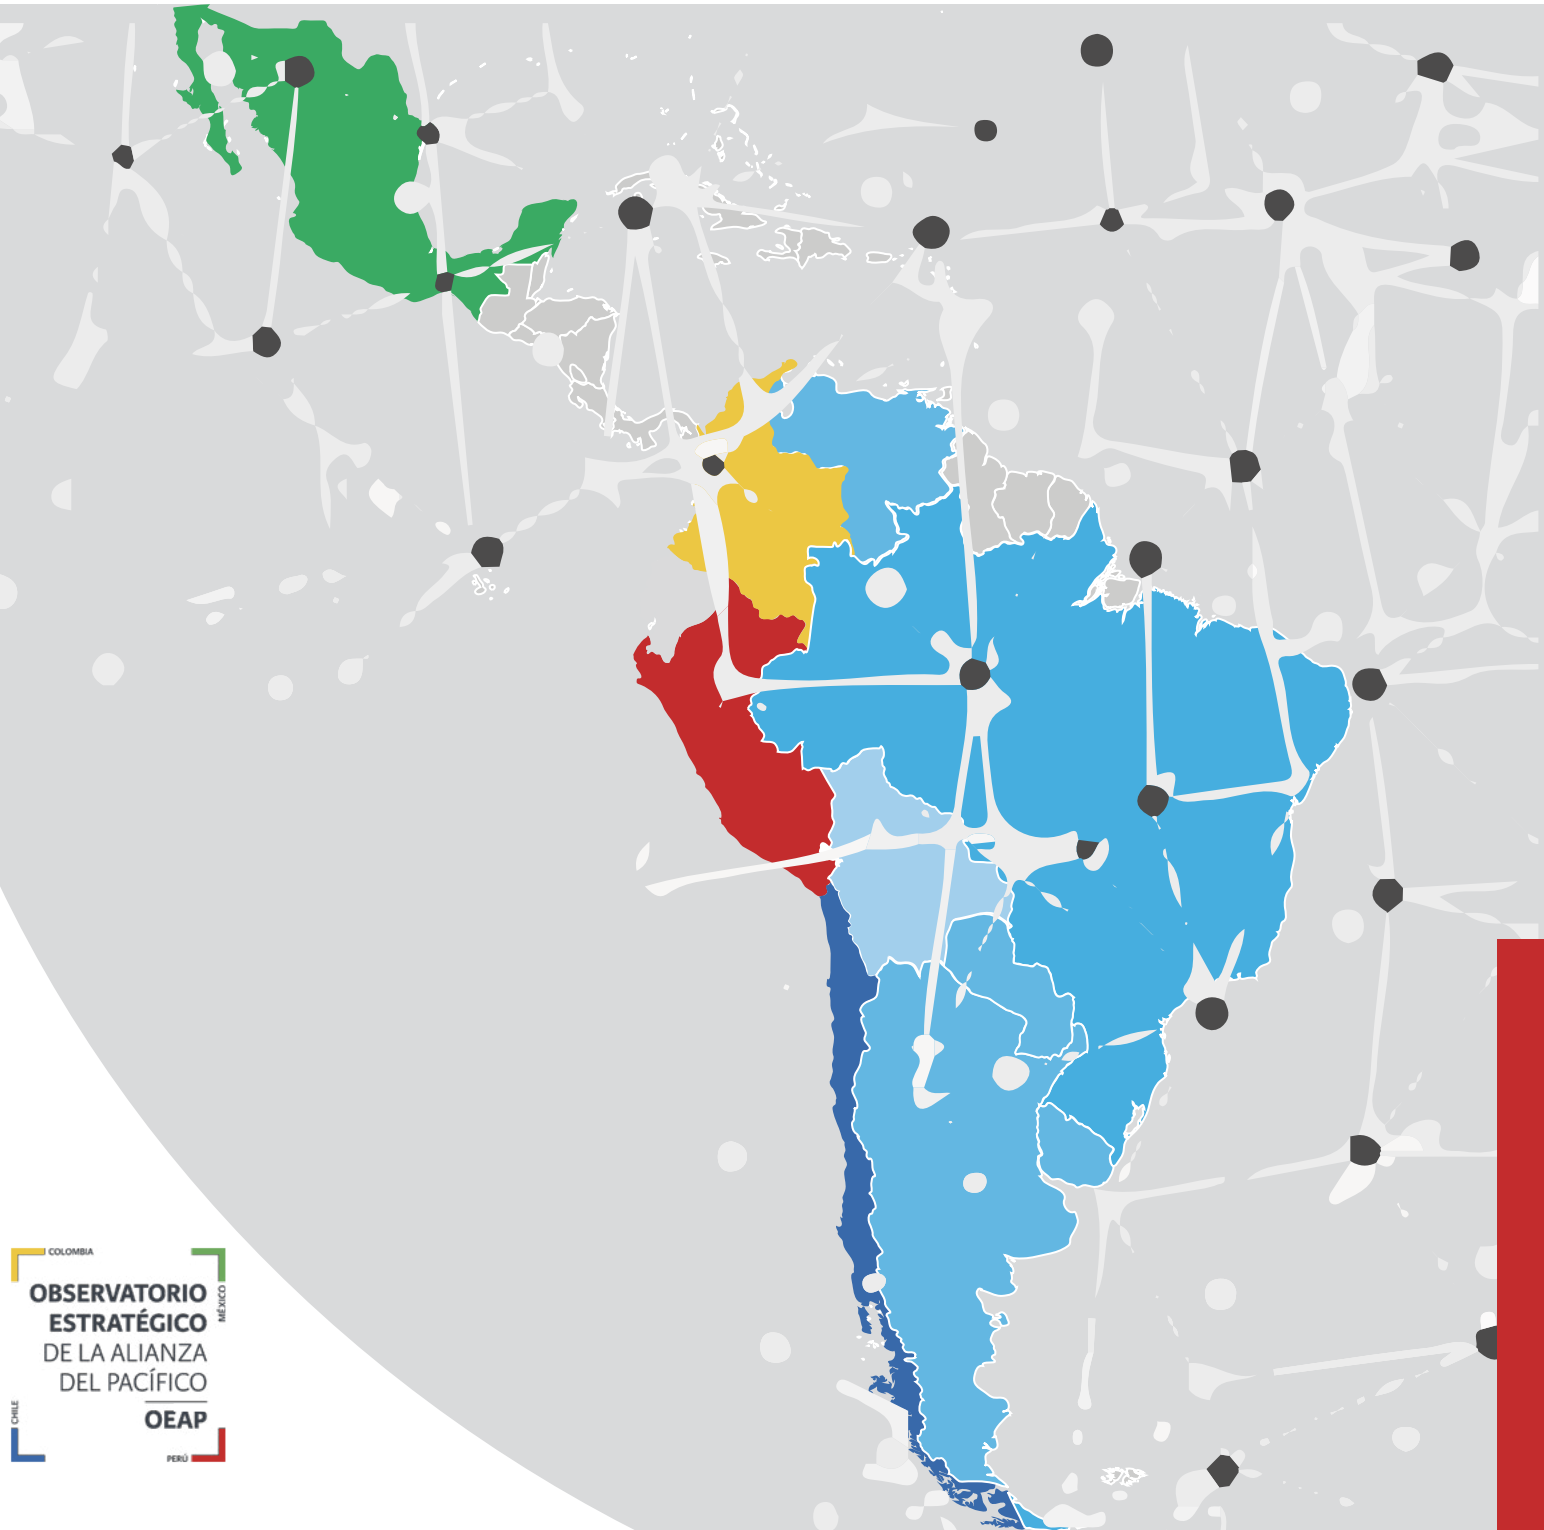 COLOMBIA
MÉXICO
OBSERVATORIO
ESTRATÉGICO
DE LA ALIANZA
DEL PACÍFICO
OEAP
CHILE
PERÚ